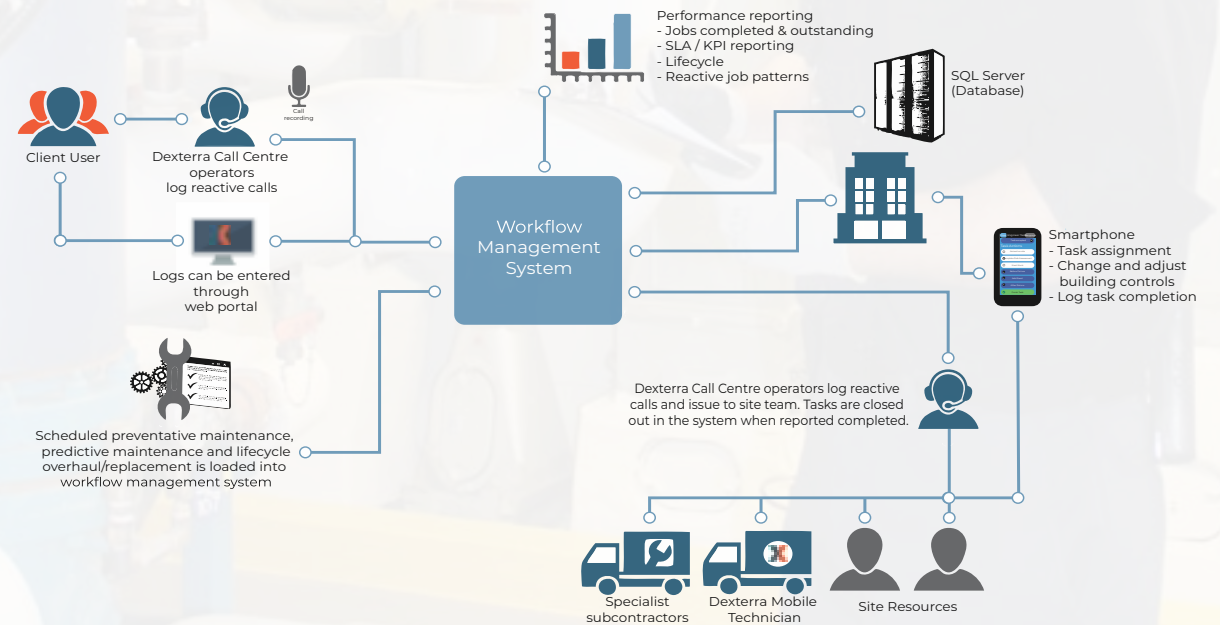 Performance reporting
- Jobs completed & outstanding
- SLA / KPI reporting
- Lifecycle
- Reactive job patterns
SQL Server
(Database)
Call
recording
Client User
Dexterra Call Centre
operators
log reactive calls
Workflow
Management
System
Smartphone
- Task assignment
- Change and adjust
building controls
- Log task completion
Logs can be entered
through
web portal
Dexterra Call Centre operators log reactive
calls and issue to site team. Tasks are closed
out in the system when reported completed.
Scheduled preventative maintenance,
predictive maintenance and lifecycle
overhaul/replacement is loaded into
workflow management system
Specialist
subcontractors
Dexterra Mobile
Technician
Site Resources